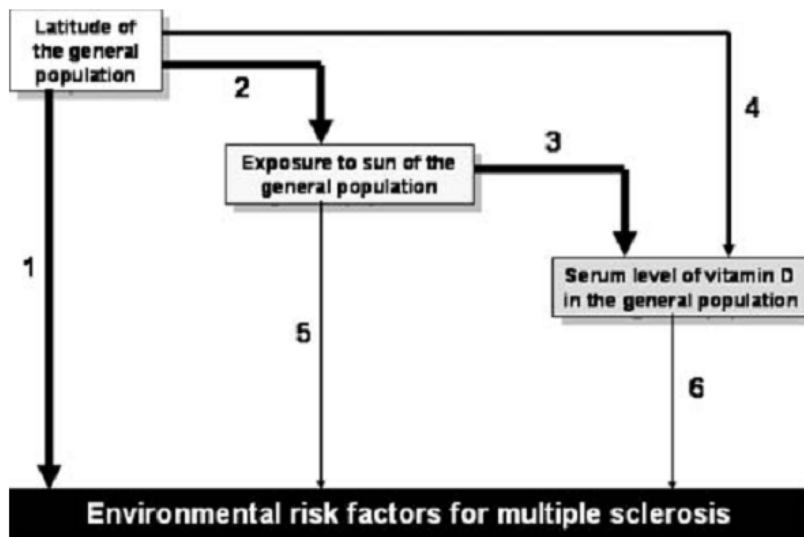 Latitude of
the general
population
2
4
3
Exposure to sun of the
general population
1
Serum level of vitamin D
in the general population
5
6
Environmental risk factors for multiple sclerosis